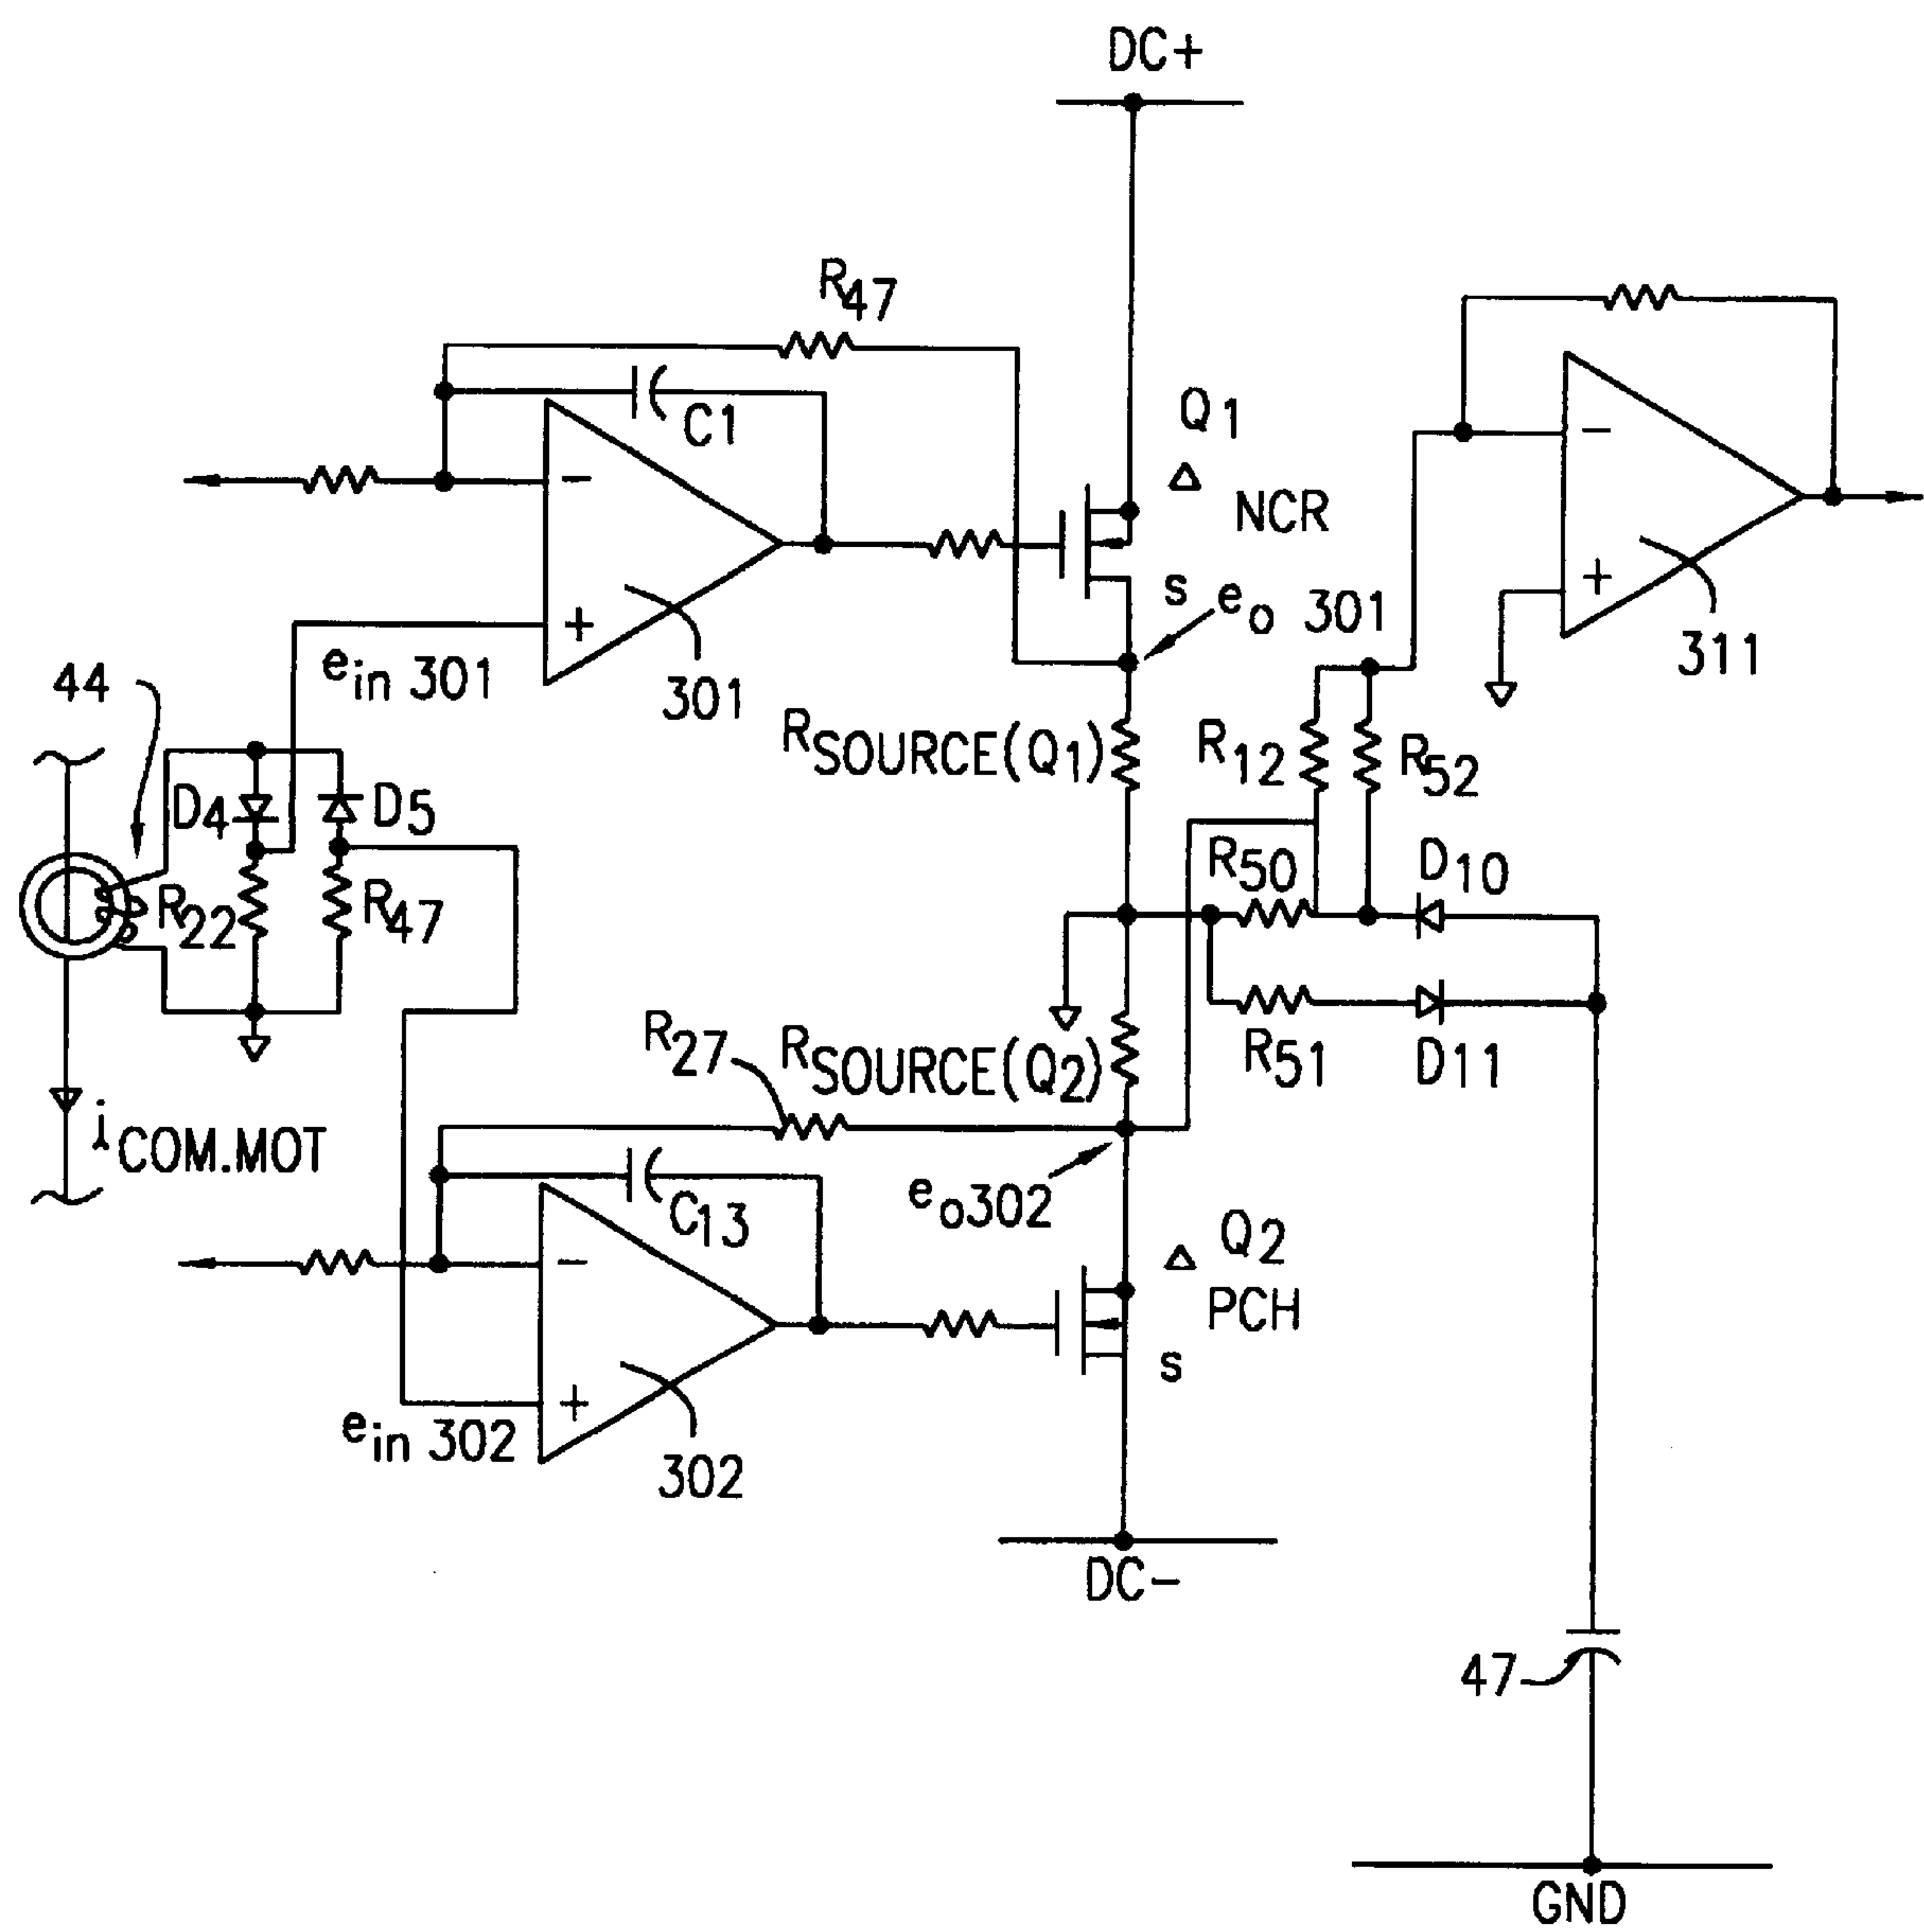 DC+
R47
C1
Q1
NCR
s
eo 301
−
+
301
ein 301
−
+
311
44
RSOURCE(Q1)
R12
R52
D4
D5
R22
R47
R50
D10
R51
D11
R27
RSOURCE(Q2)
iCOM.MOT
C13
eo302
Q2
PCH
s
−
+
ein 302
302
DC−
47
GND